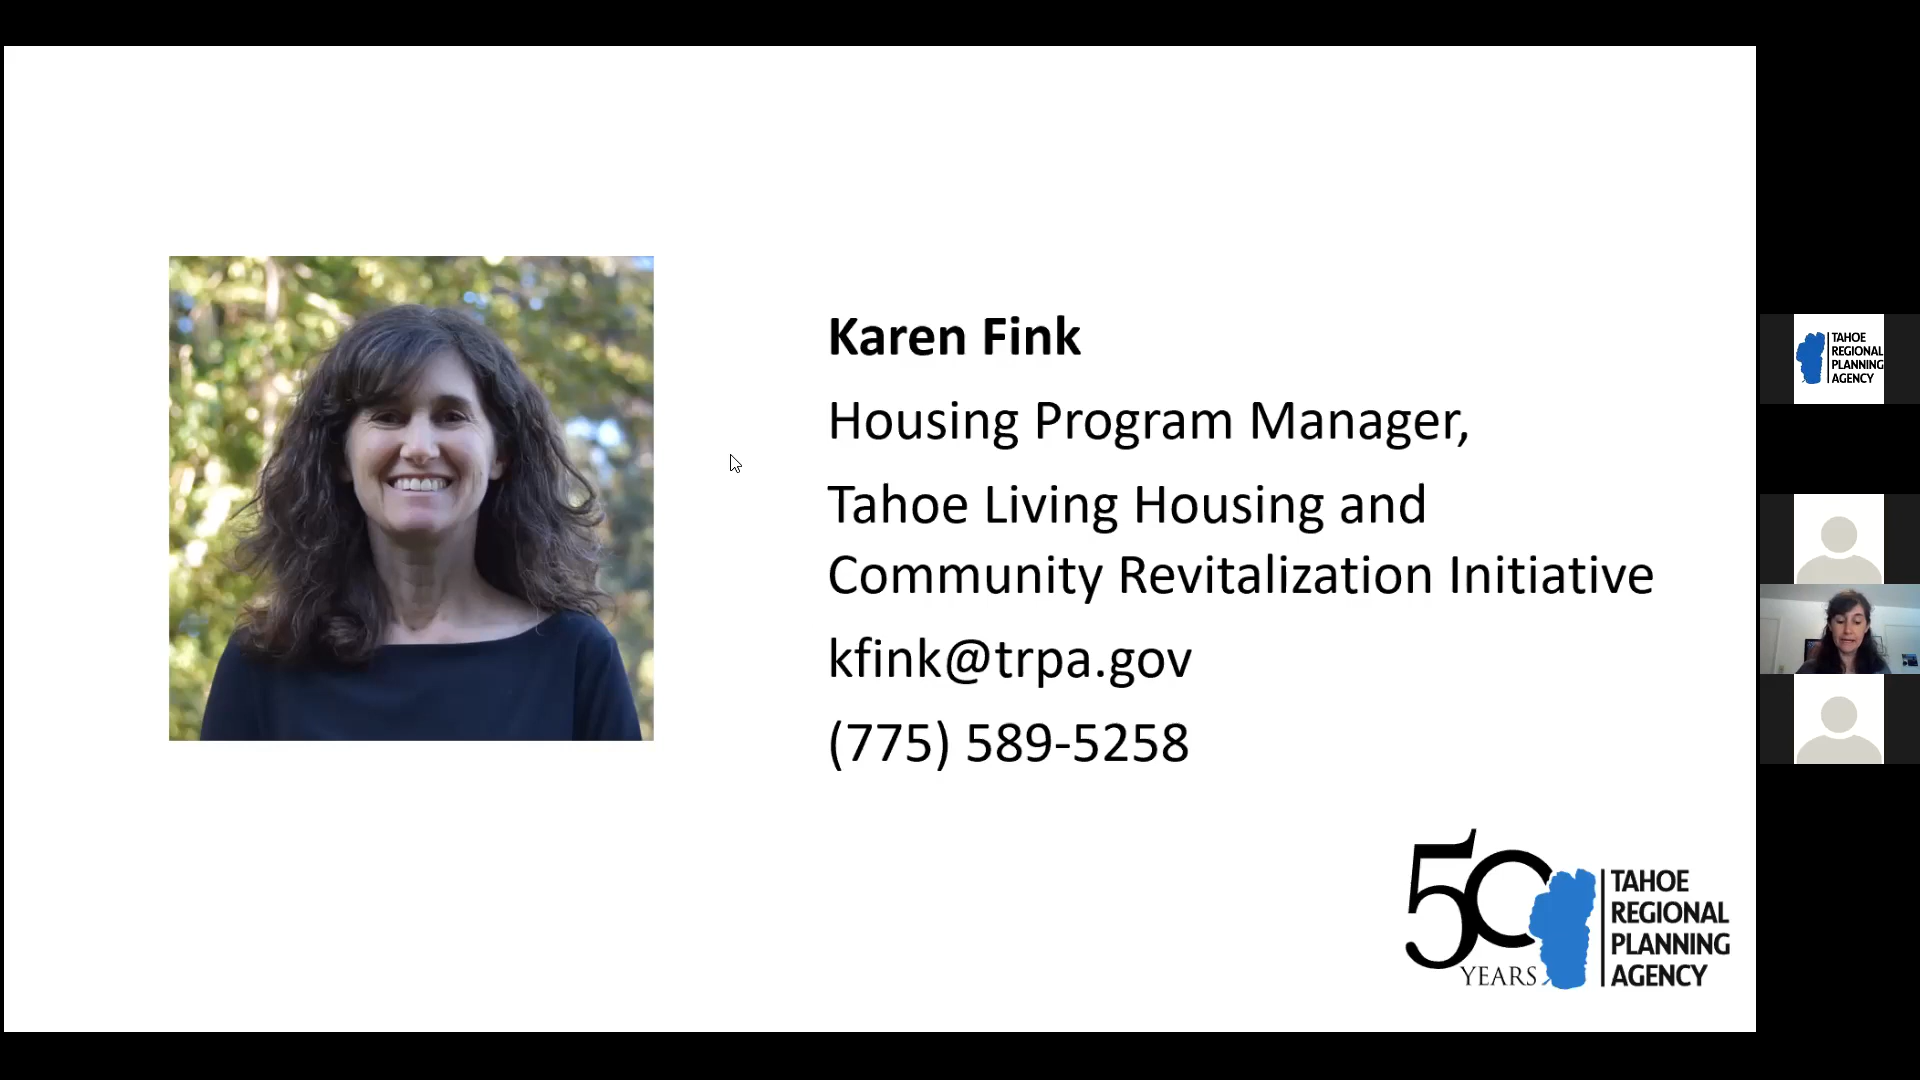 Karen Fink
Housing Program Manager,
Tahoe Living Housing and
Community Revitalization Initiative
kfink@trpa.gov
(775) 589-5258
50
YEARS
TAHOE
REGIONAL
PLANNING
AGENCY
TAHOE
REGIONAL
PLANNING
AGENCY